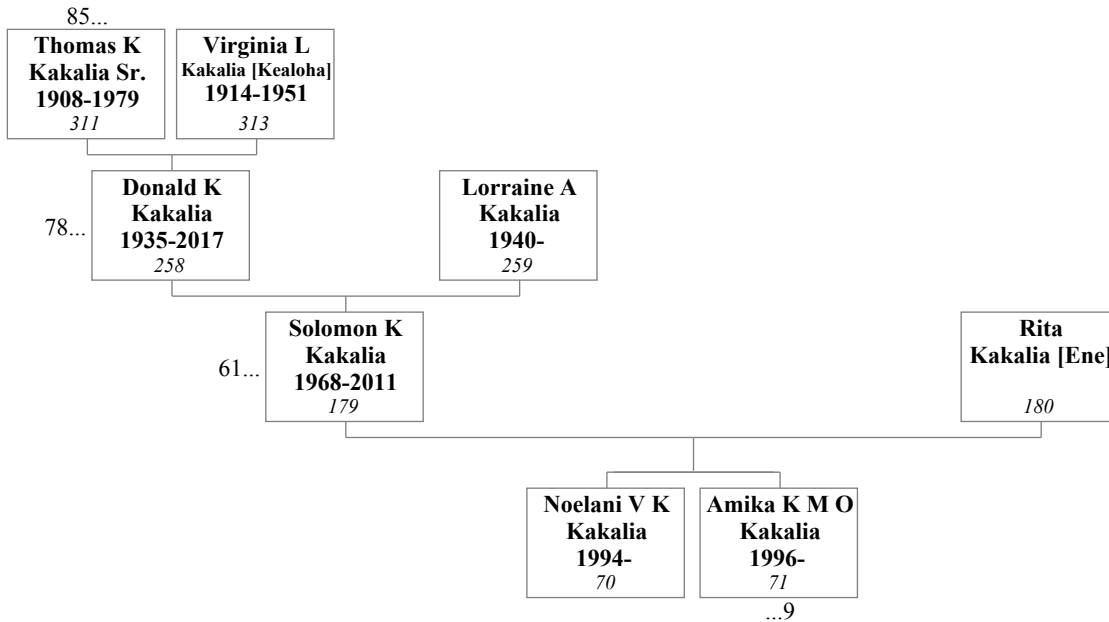 85...
Thomas K
Kakalia Sr.
1908-1979
311
Virginia L
Kakalia [Kealoha]
1914-1951
313
78...
Donald K
Kakalia
1935-2017
258
Lorraine A
Kakalia
1940-
259
61...
Solomon K
Kakalia
1968-2011
179
Rita
Kakalia [Ene]
180
Noelani V K
Kakalia
1994-
70
Amika K M O
Kakalia
1996-
71
...9